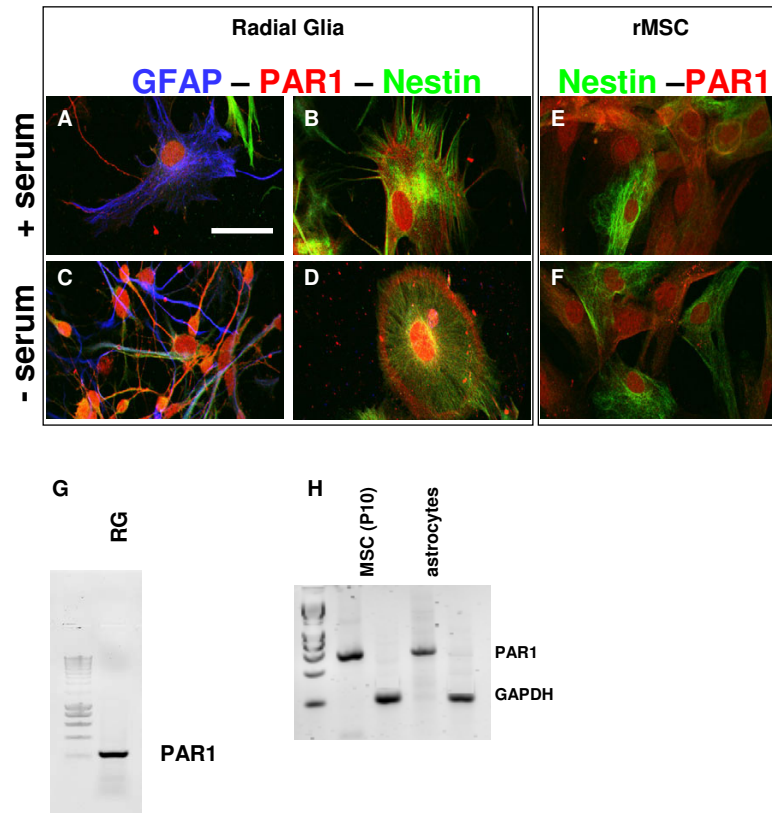 Radial Glia
rMSC
GFAP – PAR1 – Nestin
Nestin –PAR1
+ serum
- serum
A
B
E
C
D
F
G
RG
PAR1
H
MSC (P10)
astrocytes
PAR1
GAPDH